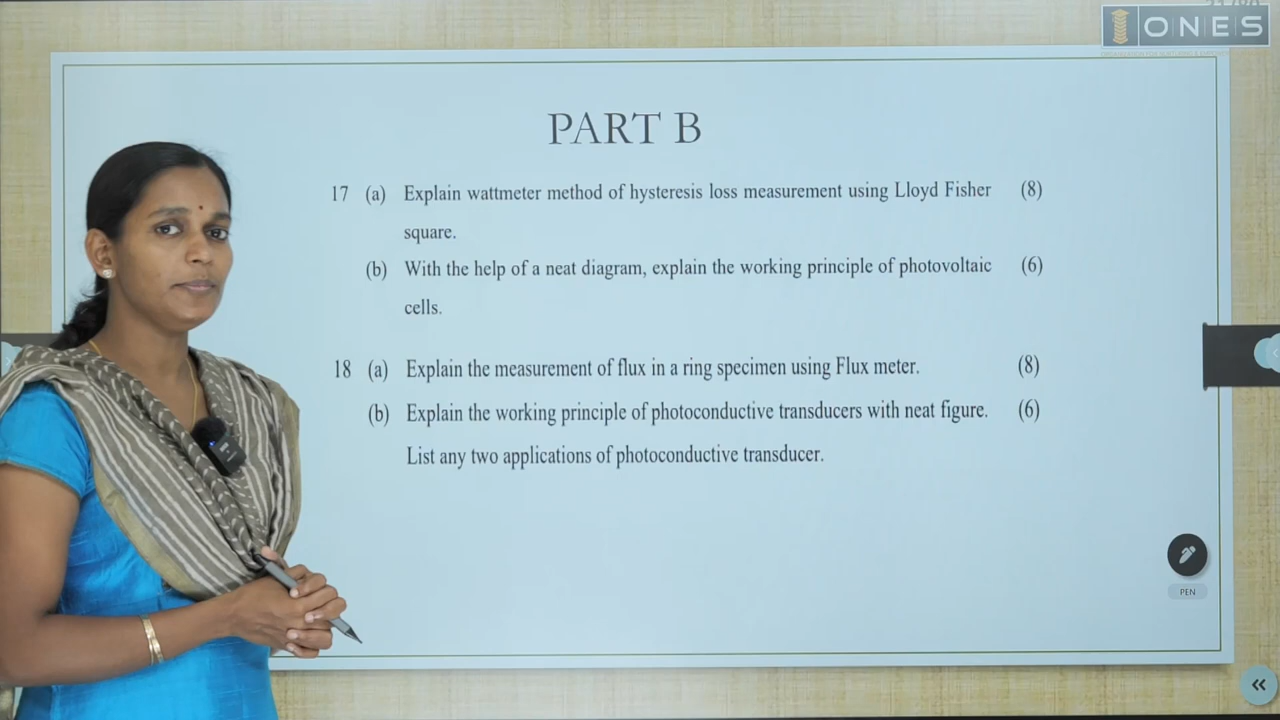 ONES
PART B
17 (a) Explain wattmeter method of hysteresis loss measurement using Lloyd Fisher (8)
square.
(b) With the help of a neat diagram, explain the working principle of photovoltaic (6)
cells.
18 (a) Explain the measurement of flux in a ring specimen using Flux meter. (8)
(b) Explain the working principle of photoconductive transducers with neat figure. (6)
List any two applications of photoconductive transducer.
PEN